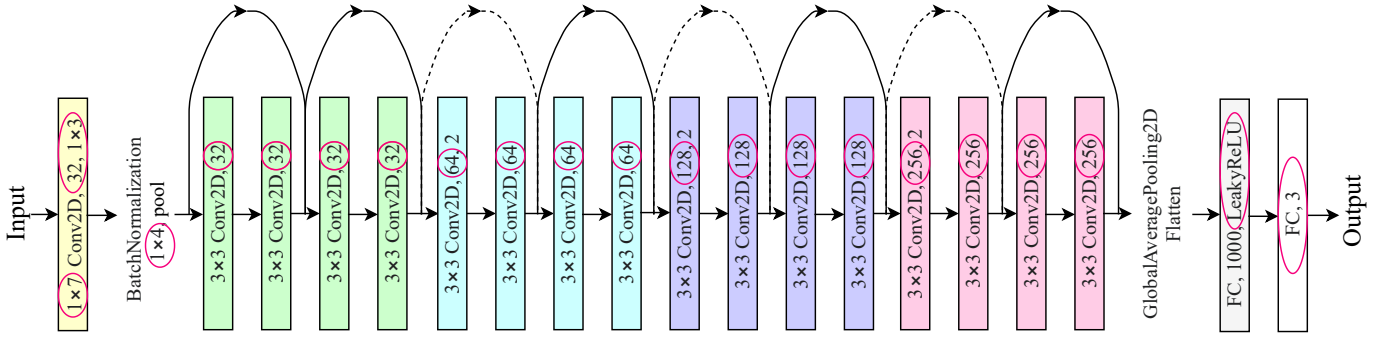 Input
1×7 Conv2D, 32, 1×3
BatchNormalization
1×4, pool
3×3 Conv2D, 32
3×3 Conv2D, 32
3×3 Conv2D, 32
3×3 Conv2D, 32
3×3 Conv2D, 64, 2
3×3 Conv2D, 64
3×3 Conv2D, 64
3×3 Conv2D, 64
3×3 Conv2D, 128, 2
3×3 Conv2D, 128
3×3 Conv2D, 128
3×3 Conv2D, 128
3×3 Conv2D, 256, 2
3×3 Conv2D, 256
3×3 Conv2D, 256
3×3 Conv2D, 256
GlobalAveragePooling2D
Flatten
FC, 1000, LeakyReLU
FC, 3
Output